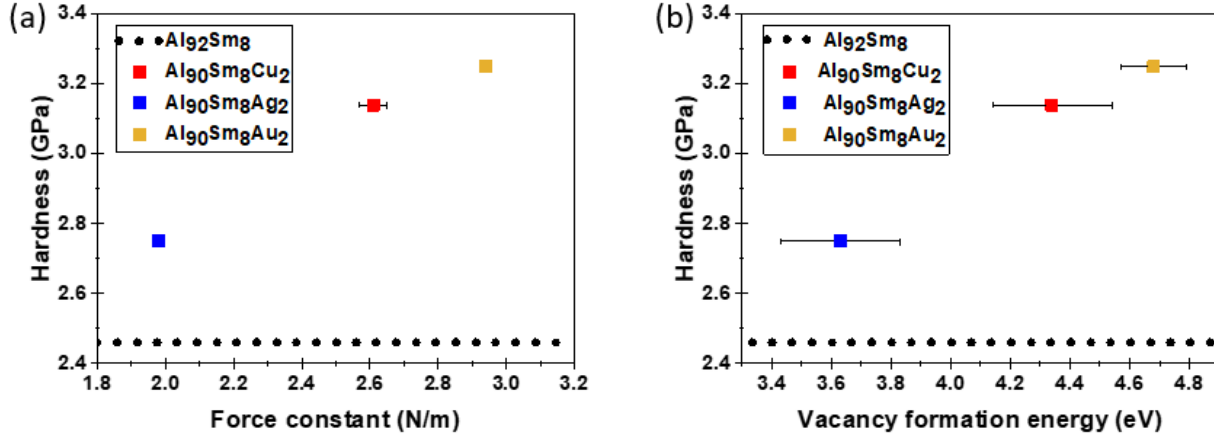 (a)
3.4
3.2
3.0
2.8
2.6
2.4
Hardness (GPa)
Al92Sm8
Al90Sm8Cu2
Al90Sm8Ag2
Al90Sm8Au2
1.8 2.0 2.2 2.4 2.6 2.8 3.0 3.2
Force constant (N/m)
(b)
3.4
3.2
3.0
2.8
2.6
2.4
Hardness (GPa)
Al92Sm8
Al90Sm8Cu2
Al90Sm8Ag2
Al90Sm8Au2
3.4 3.6 3.8 4.0 4.2 4.4 4.6 4.8
Vacancy formation energy (eV)